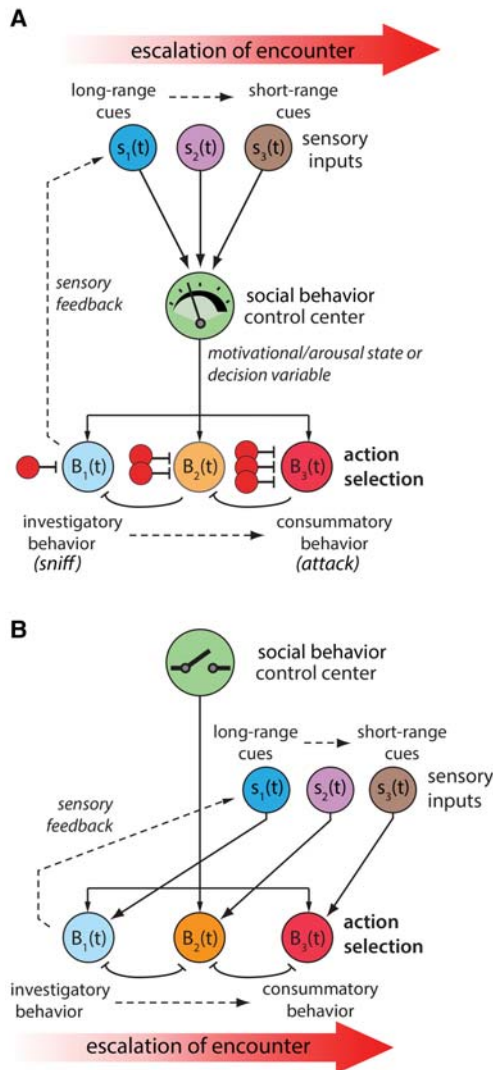 A
escalation of encounter
long-range
cues
short-range
cues
s1(t)
s2(t)
s3(t)
sensory
inputs
sensory
feedback
social behavior
control center
motivational/arousal state or
decision variable
B1(t)
B2(t)
B3(t)
action
selection
investigatory
behavior
(sniff)
consummatory
behavior
(attack)
B
social behavior
control center
long-range
cues
short-range
cues
s1(t)
s2(t)
s3(t)
sensory
inputs
sensory
feedback
B1(t)
B2(t)
B3(t)
action
selection
investigatory
behavior
consummatory
behavior
escalation of encounter